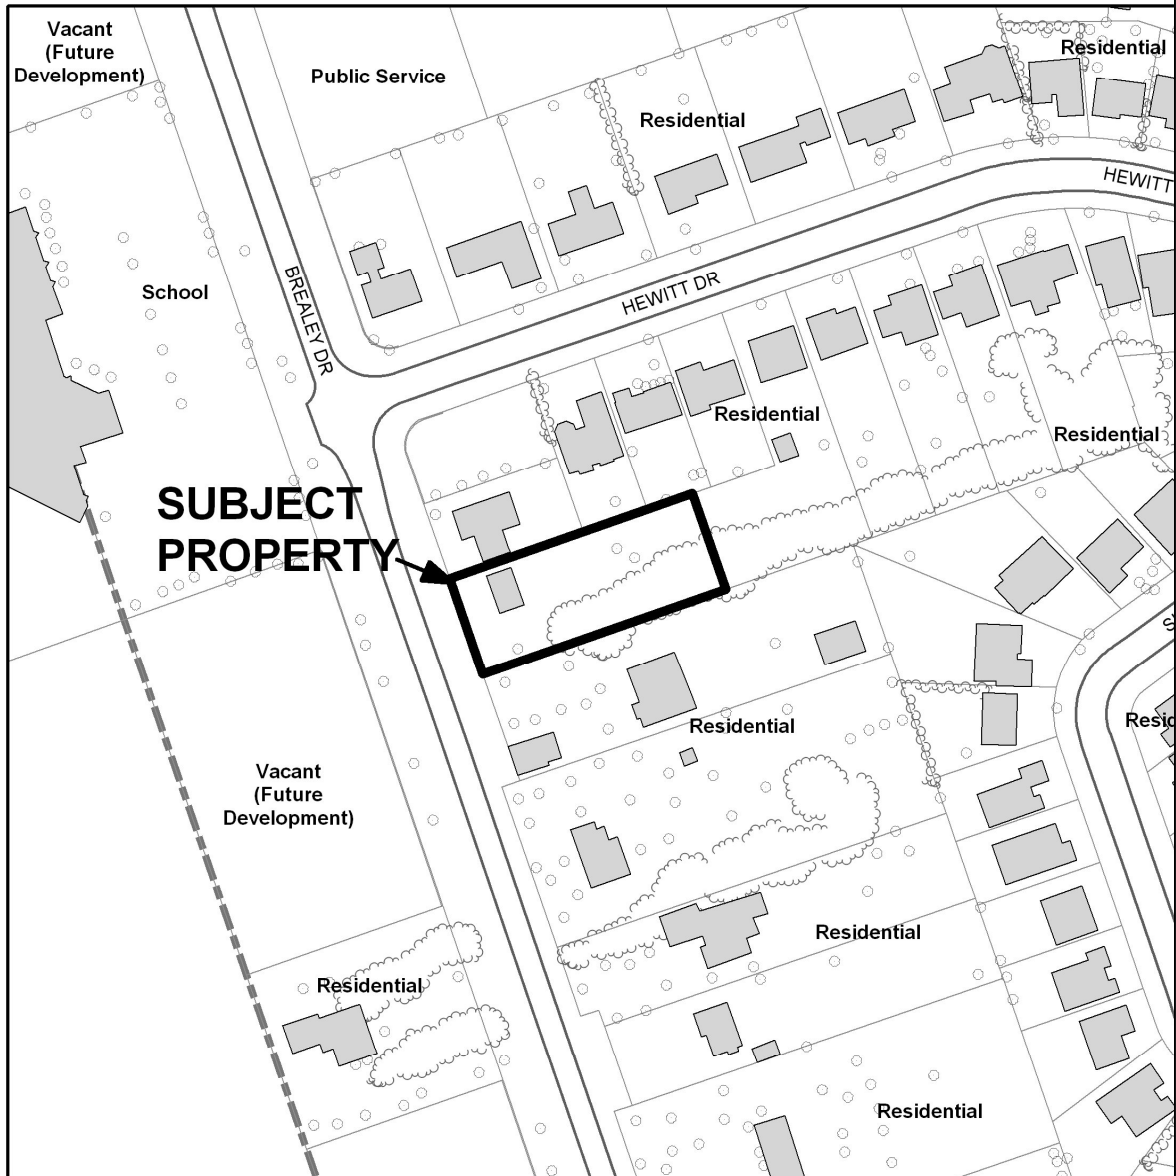 Vacant
(Future
Development)
Public Service
Residential
Residential
HEWITT
School
BREALEY DR
HEWITT DR
Residential
Residential
SUBJECT
PROPERTY
Residential
Vacant
(Future
Development)
Residential
Residential
Residential